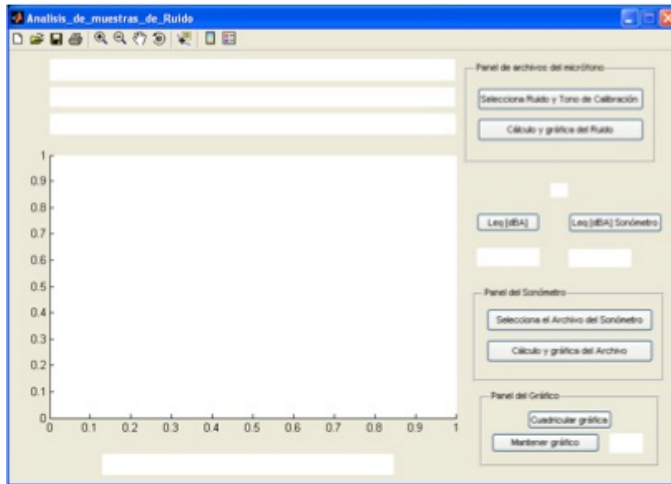 Analisis_de_muestras_de_Ruido
Panel de archivos del micrófono
Selecciona Ruido y Tono de Calibración
Cálculo y gráfica del Ruido
1
0.9
0.8
0.7
0.6
0.5
0.4
0.3
0.2
0.1
0
0 0.1 0.2 0.3 0.4 0.5 0.6 0.7 0.8 0.9 1
Leq [dBA] Leq [dBA] Sonómetro
Panel del Sonómetro
Selecciona el Archivo del Sonómetro
Cálculo y gráfica del Archivo
Panel del Gráfico
Cuadricular gráfica
Mantener gráfico